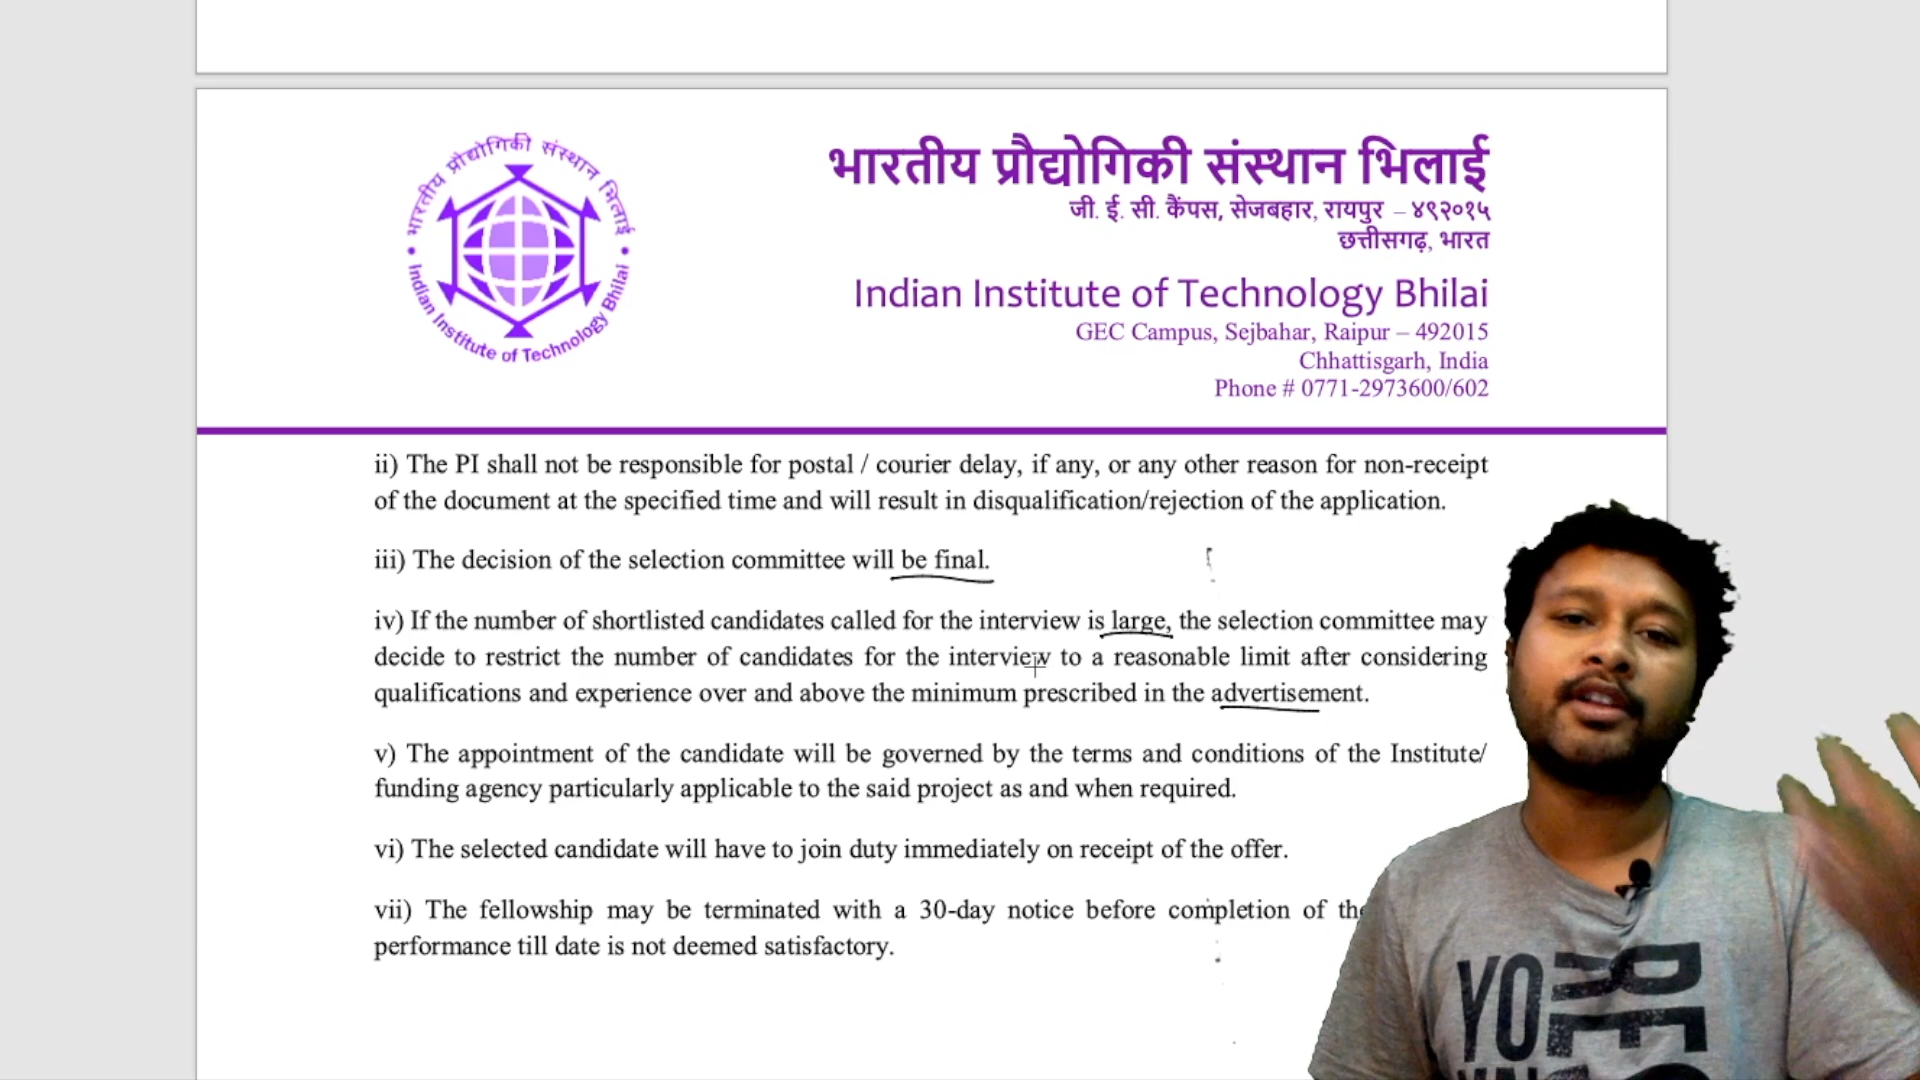 भारतीय प्रौद्योगिकी संस्थान भिलाई
Indian Institute of Technology Bhilai
भारतीय प्रौद्योगिकी संस्थान भिलाई
जी. ई. सी. कैंपस, सेजबहार, रायपुर – ४९२०१५
छत्तीसगढ़, भारत
Indian Institute of Technology Bhilai
GEC Campus, Sejbahar, Raipur – 492015
Chhattisgarh, India
Phone # 0771-2973600/602
ii) The PI shall not be responsible for postal / courier delay, if any, or any other reason for non-receipt
of the document at the specified time and will result in disqualification/rejection of the application.
iii) The decision of the selection committee will be final.
iv) If the number of shortlisted candidates called for the interview is large, the selection committee may
decide to restrict the number of candidates for the interview to a reasonable limit after considering
qualifications and experience over and above the minimum prescribed in the advertisement.
v) The appointment of the candidate will be governed by the terms and conditions of the Institute/
funding agency particularly applicable to the said project as and when required.
vi) The selected candidate will have to join duty immediately on receipt of the offer.
vii) The fellowship may be terminated with a 30-day notice before completion of the
performance till date is not deemed satisfactory.
YO